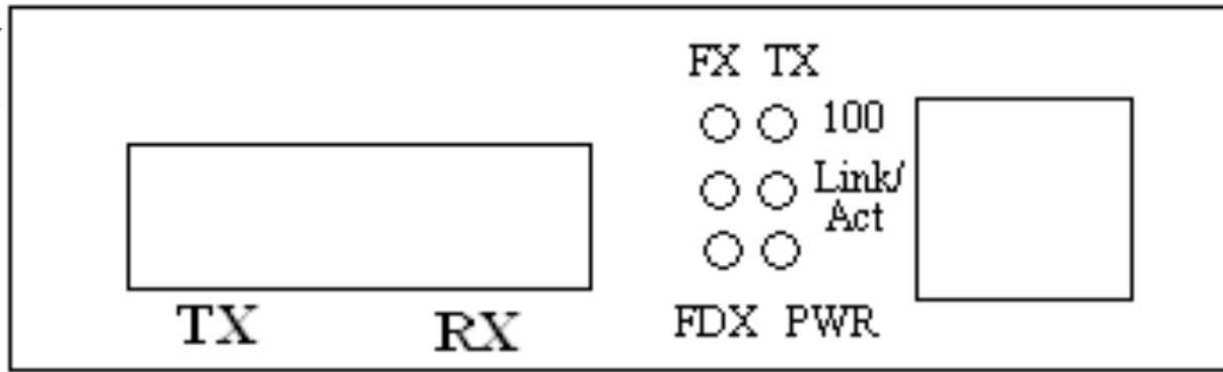 FX TX
100
Link/
Act
FDX PWR
TX RX